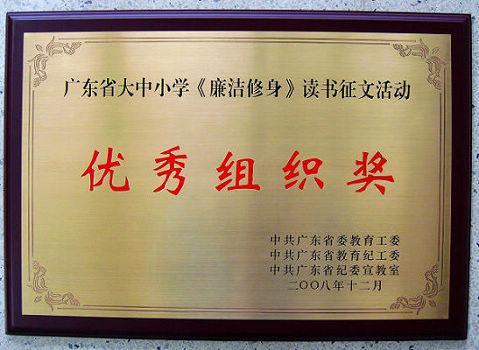 广东省大中小学《廉洁修身》读书征文活动
优秀组织奖
中共广东省委教育工委
中共广东省教育纪工委
中共广东省纪委宣教室
二〇〇八年十二月